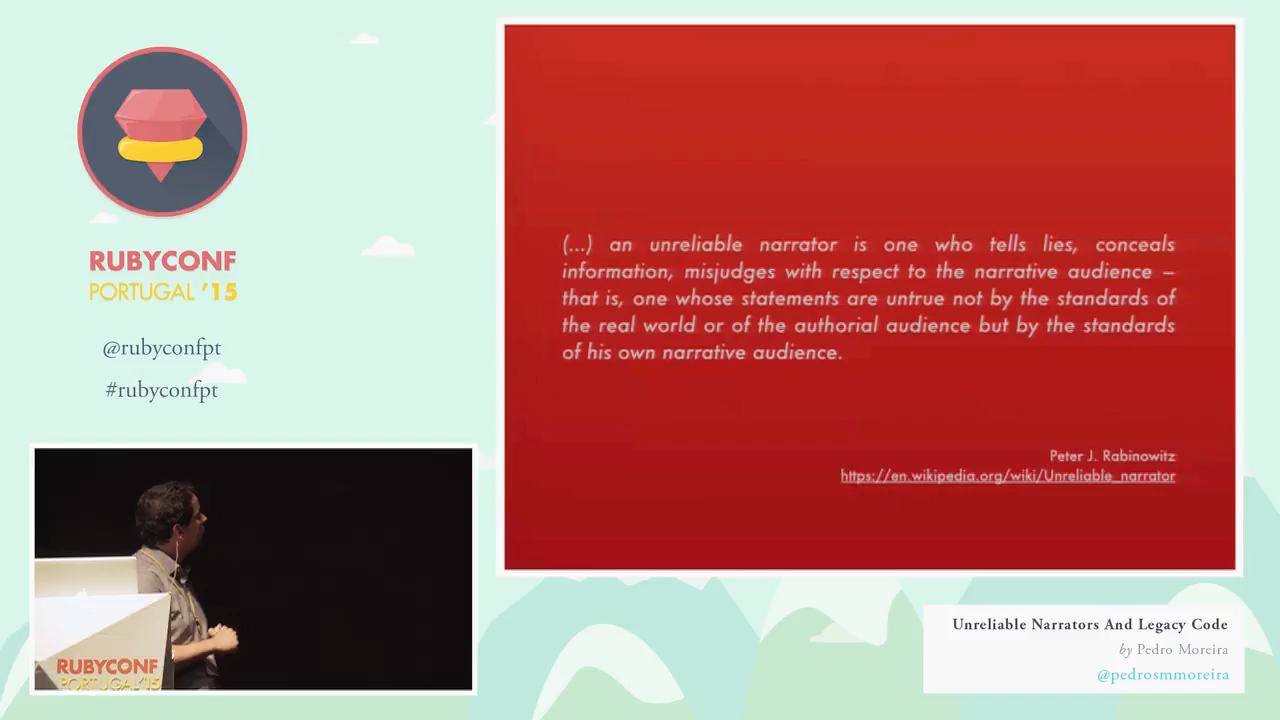 RUBYCONF
PORTUGAL '15
@rubyconfpt
#rubyconfpt
(...) an unreliable narrator is one who tells lies, conceals
information, misjudges with respect to the narrative audience –
that is, one whose statements are untrue not by the standards of
the real world or of the authorial audience but by the standards
of his own narrative audience.
Peter J. Rabinowitz
https://en.wikipedia.org/wiki/Unreliable_narrator
RUBYCONF
PORTUGAL'15
Unreliable Narrators And Legacy Code
by Pedro Moreira
@pedrosmmoreira